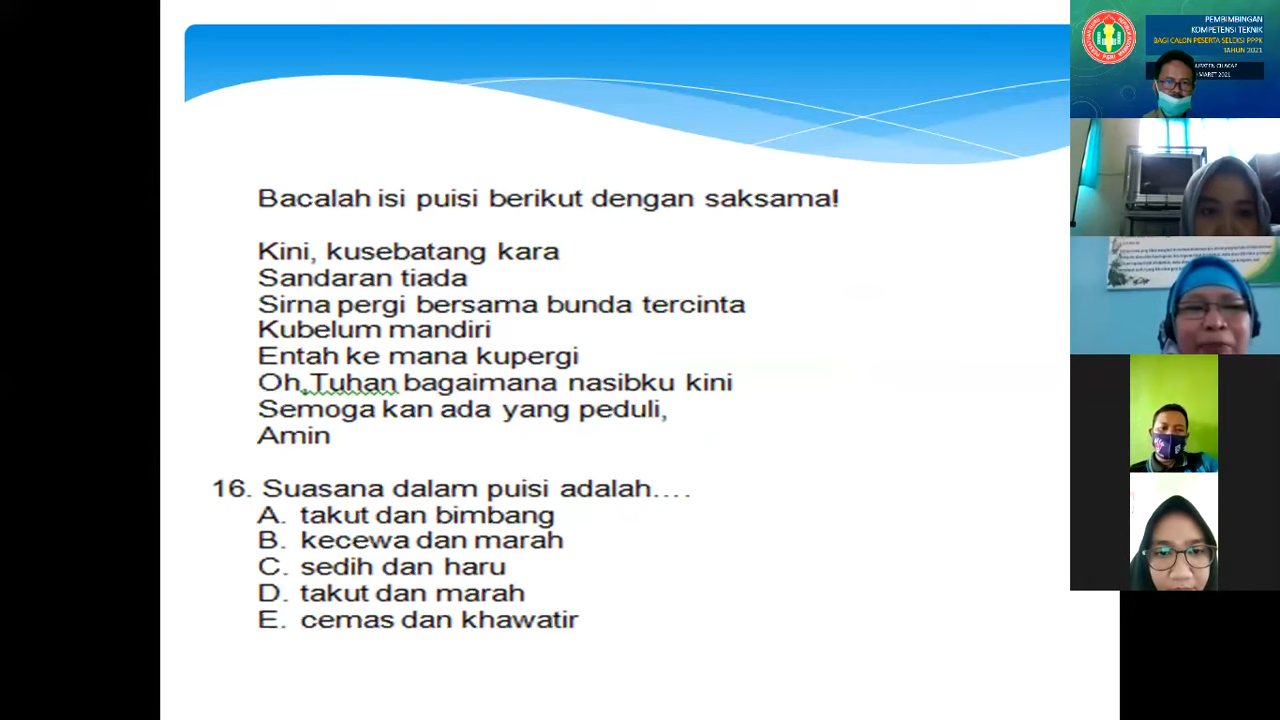 Bacalah isi puisi berikut dengan saksama!
Kini, kusebatang kara
Sandaran tiada
Sirna pergi bersama bunda tercinta
Kubelum mandiri
Entah ke mana kupergi
Oh,Tuhan bagaimana nasibku kini
Semoga kan ada yang peduli,
Amin
16. Suasana dalam puisi adalah....
A. takut dan bimbang
B. kecewa dan marah
C. sedih dan haru
D. takut dan marah
E. cemas dan khawatir
PEMBIMBINGAN
KOMPETENSI TEKNIK
BAGI CALON PESERTA SELEKSI PPPK
TAHUN 2021
MARET 2021